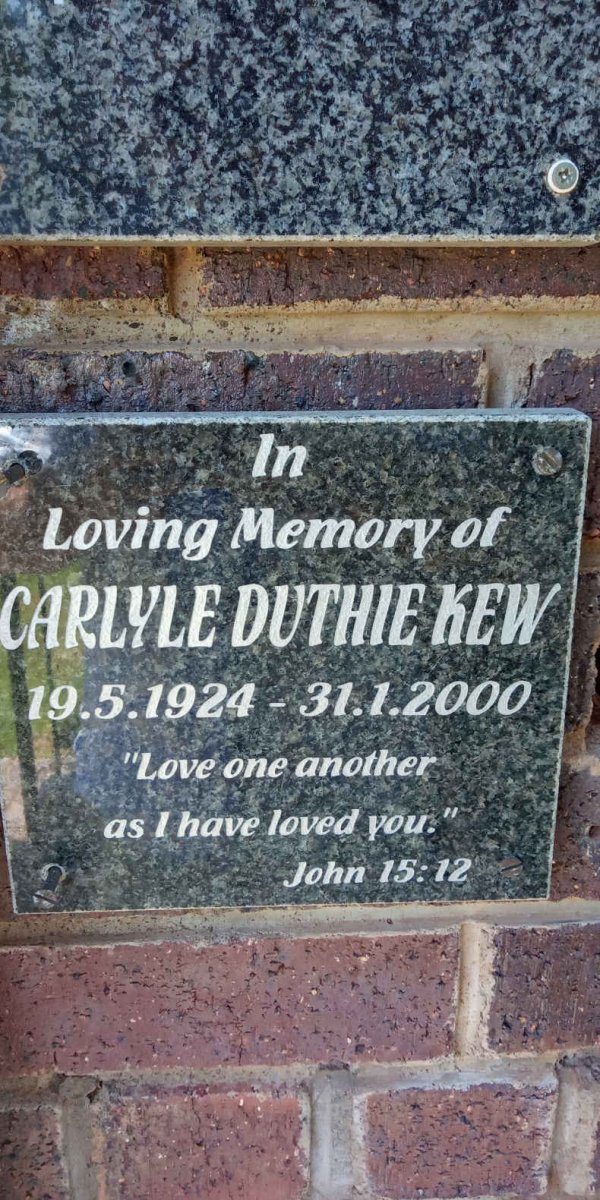 In
Loving Memory of
CARLYLE DUTHIE KEW
19.5.1924 - 31.1.2000
"Love one another
as I have loved you."
John 15:12